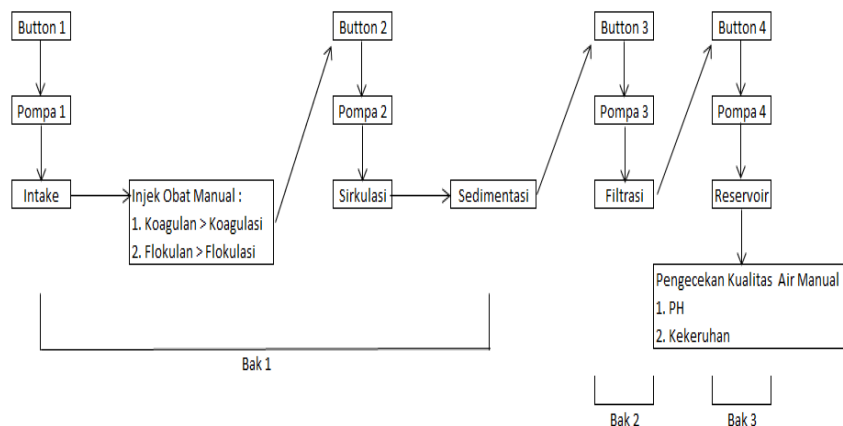 Button 1
Button 2
Button 3
Button 4
Pompa 1
Pompa 2
Pompa 3
Pompa 4
Intake
Injek Obat Manual :
1. Koagulan > Koagulasi
2. Flokulan > Flokulasi
Sirkulasi
Sedimentasi
Filtrasi
Reservoir
Pengecekan Kualitas Air Manual
1. PH
2. Kekeruhan
Bak 1
Bak 2
Bak 3